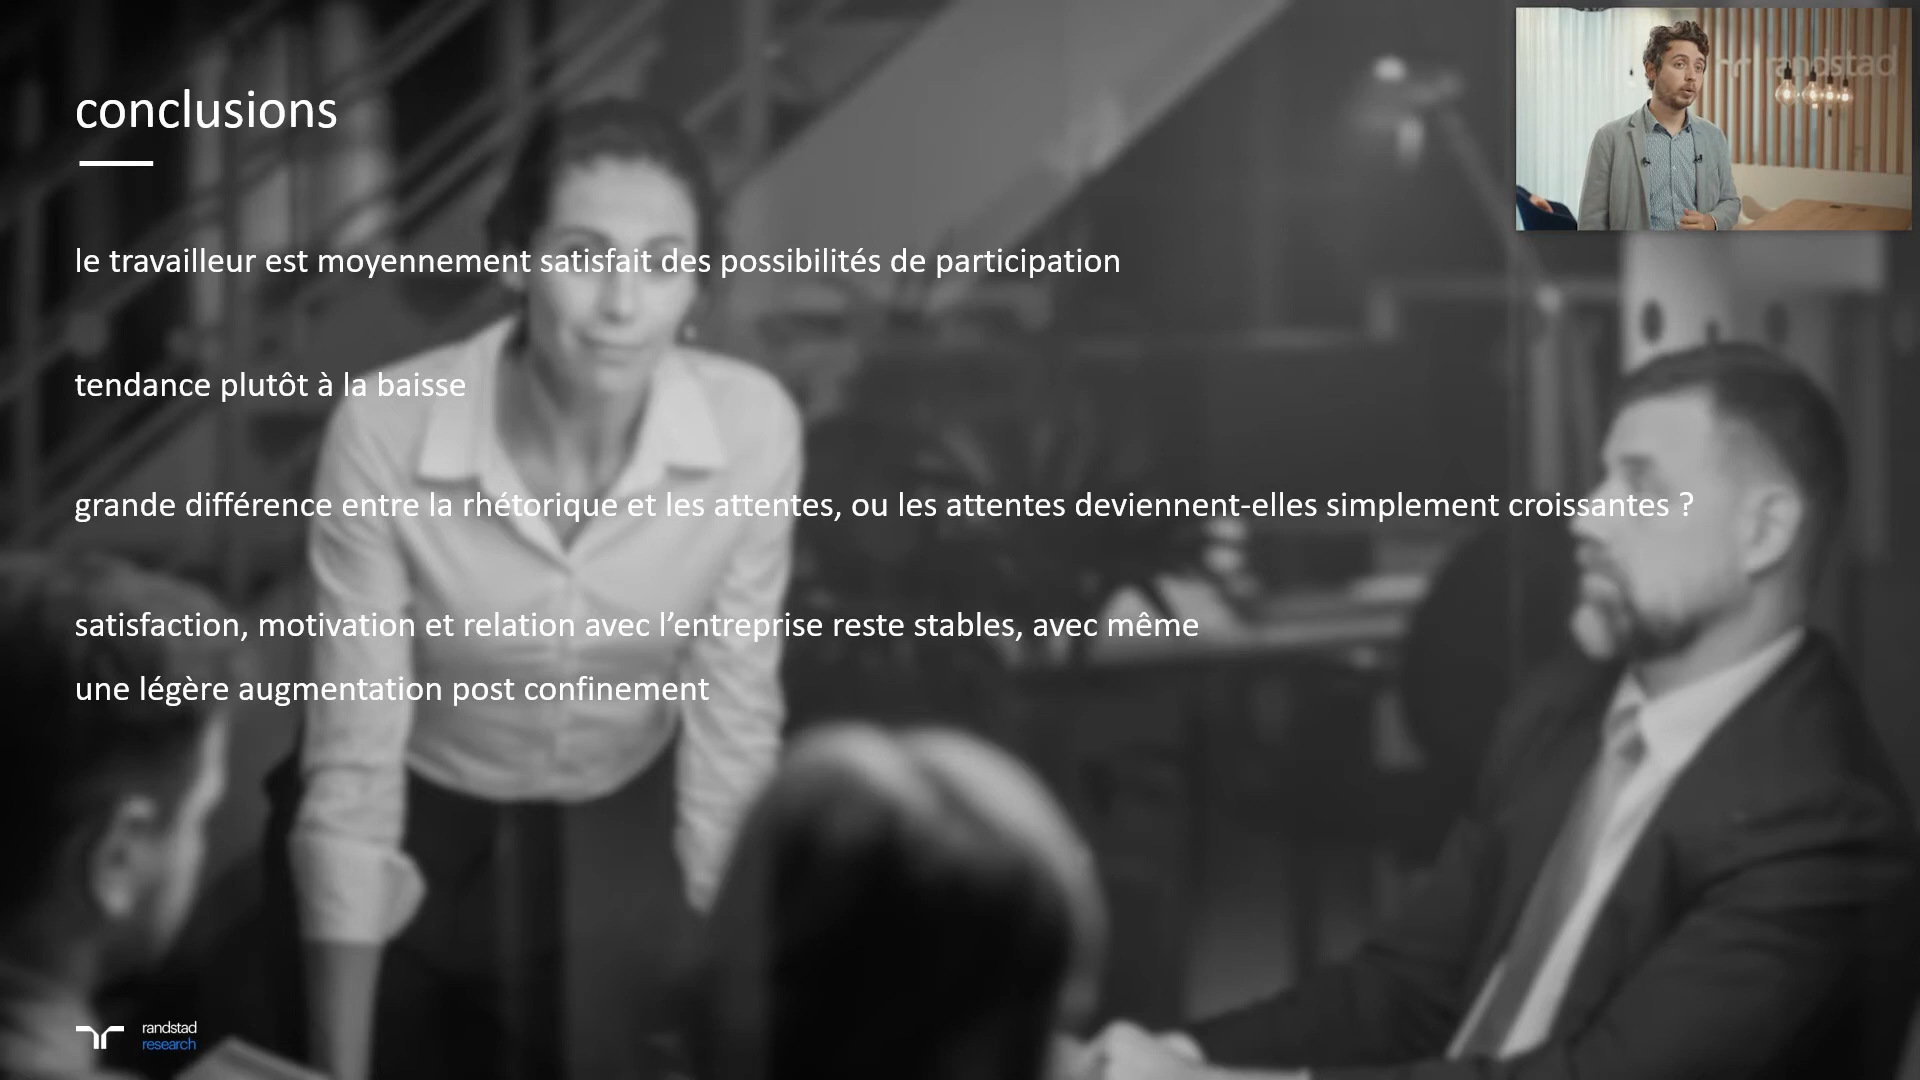 conclusions
randstad
le travailleur est moyennement satisfait des possibilités de participation
tendance plutôt à la baisse
grande différence entre la rhétorique et les attentes, ou les attentes deviennent-elles simplement croissantes ?
satisfaction, motivation et relation avec l’entreprise reste stables, avec même
une légère augmentation post confinement
randstad
research